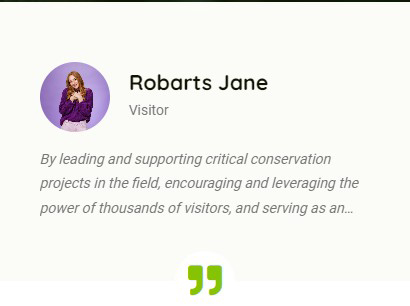 Robarts Jane
Visitor
By leading and supporting critical conservation
projects in the field, encouraging and leveraging the
power of thousands of visitors, and serving as an...